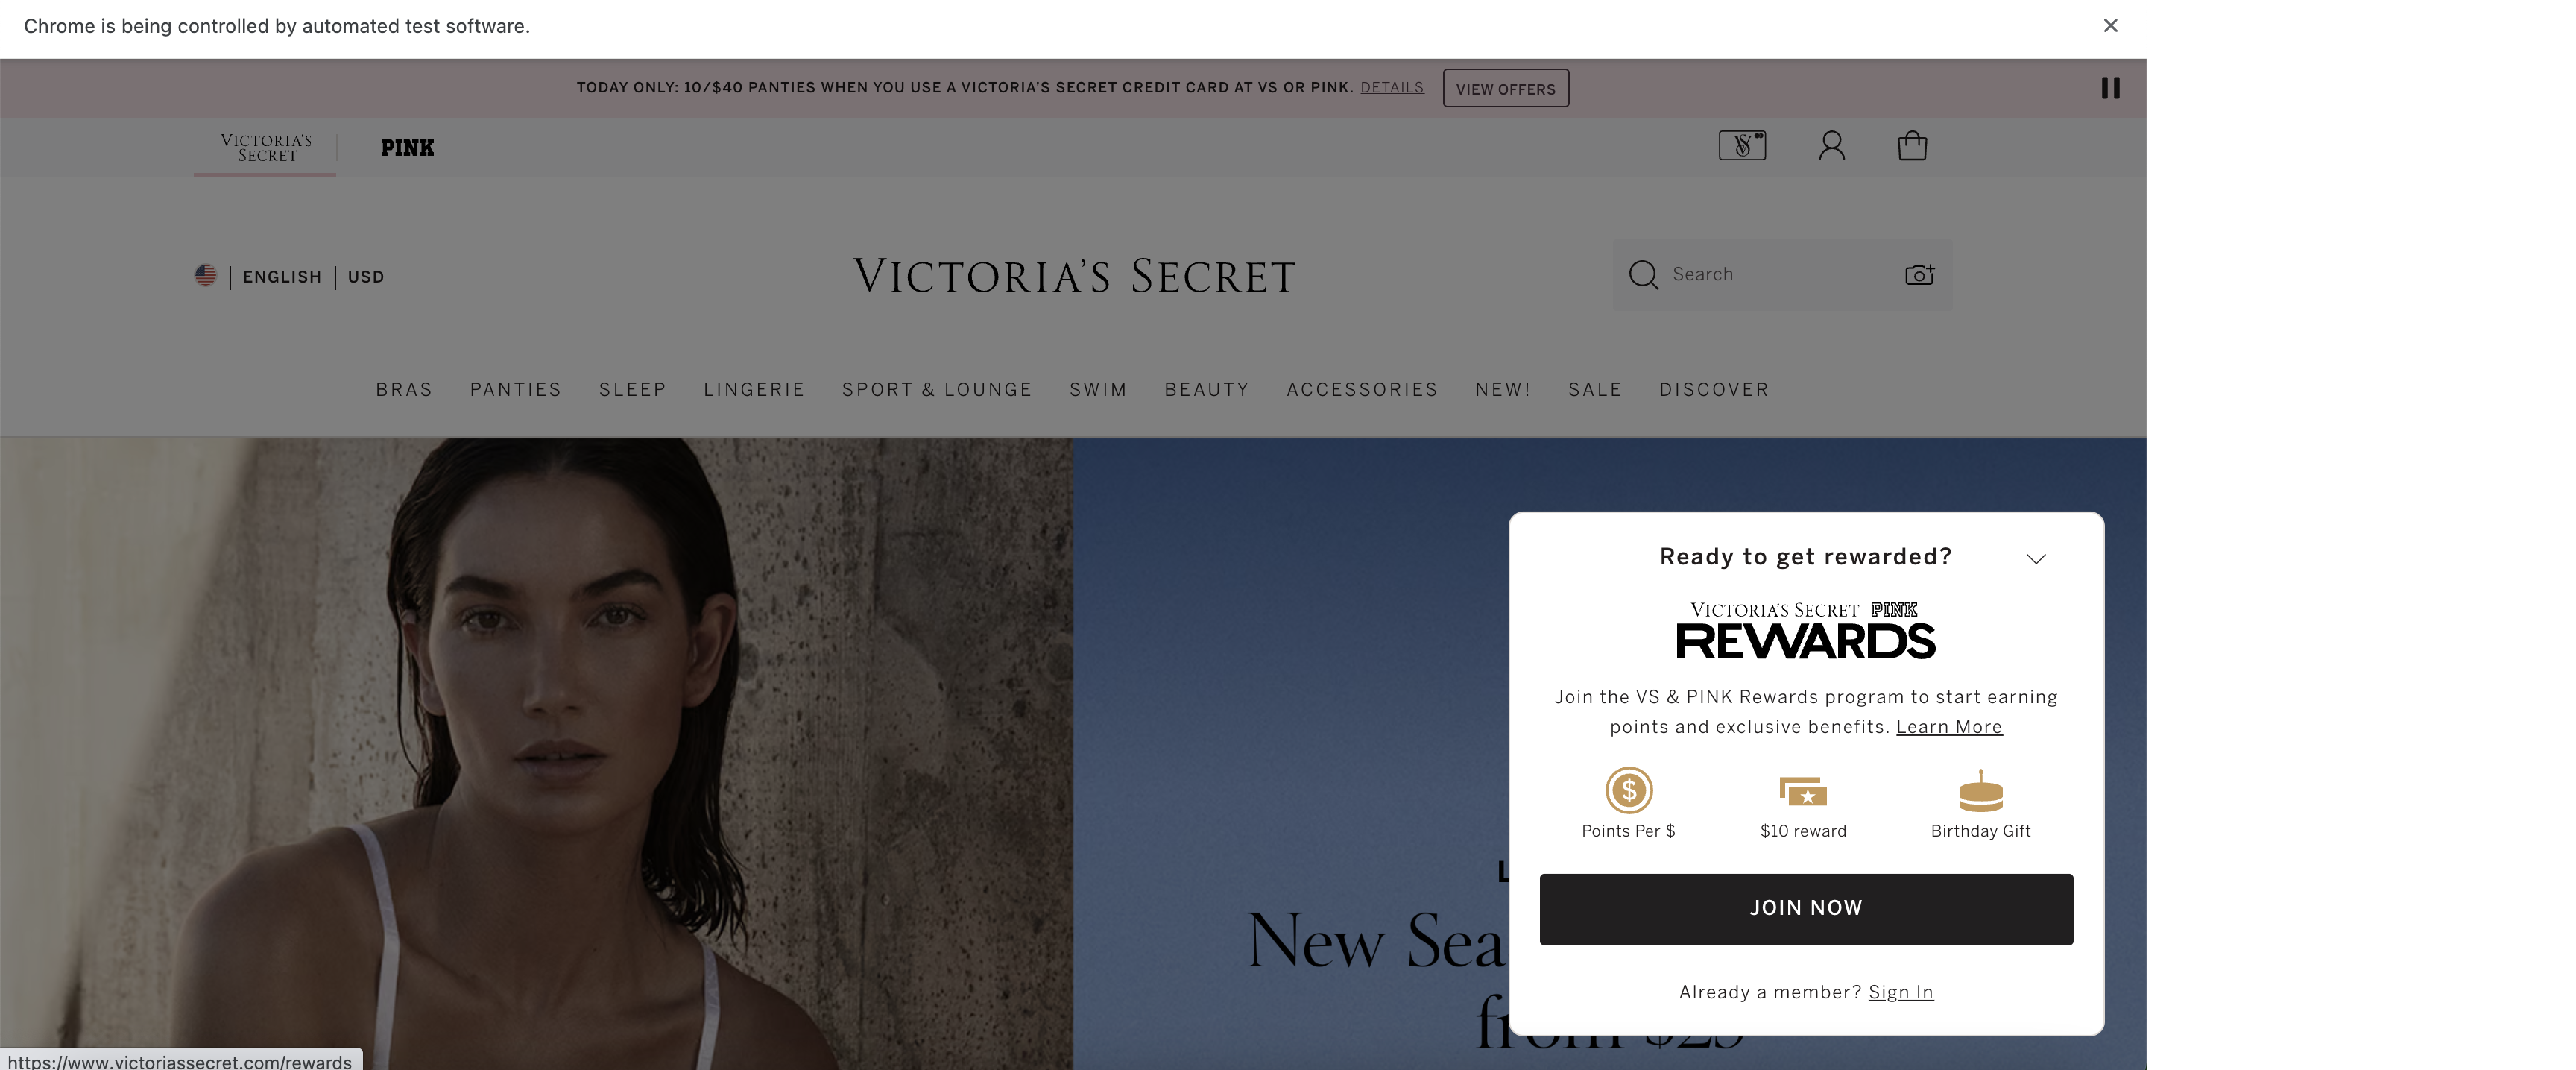 Chrome is being controlled by automated test software.
TODAY ONLY: 10/$40 PANTIES WHEN YOU USE A VICTORIA'S SECRET CREDIT CARD AT VS OR PINK. DETAILS VIEW OFFERS
VICTORIA'S
SECRET
PINK
VS
ENGLISH | USD
VICTORIA'S SECRET
Search
BRAS PANTIES SLEEP LINGERIE SPORT & LOUNGE SWIM BEAUTY ACCESSORIES NEW! SALE DISCOVER
Ready to get rewarded?
VICTORIA'S SECRET PINK
REWARDS
Join the VS & PINK Rewards program to start earning
points and exclusive benefits. Learn More
Points Per $ $10 reward Birthday Gift
JOIN NOW
Already a member? Sign In
New Sea
from $25
https://www.victoriassecret.com/rewards